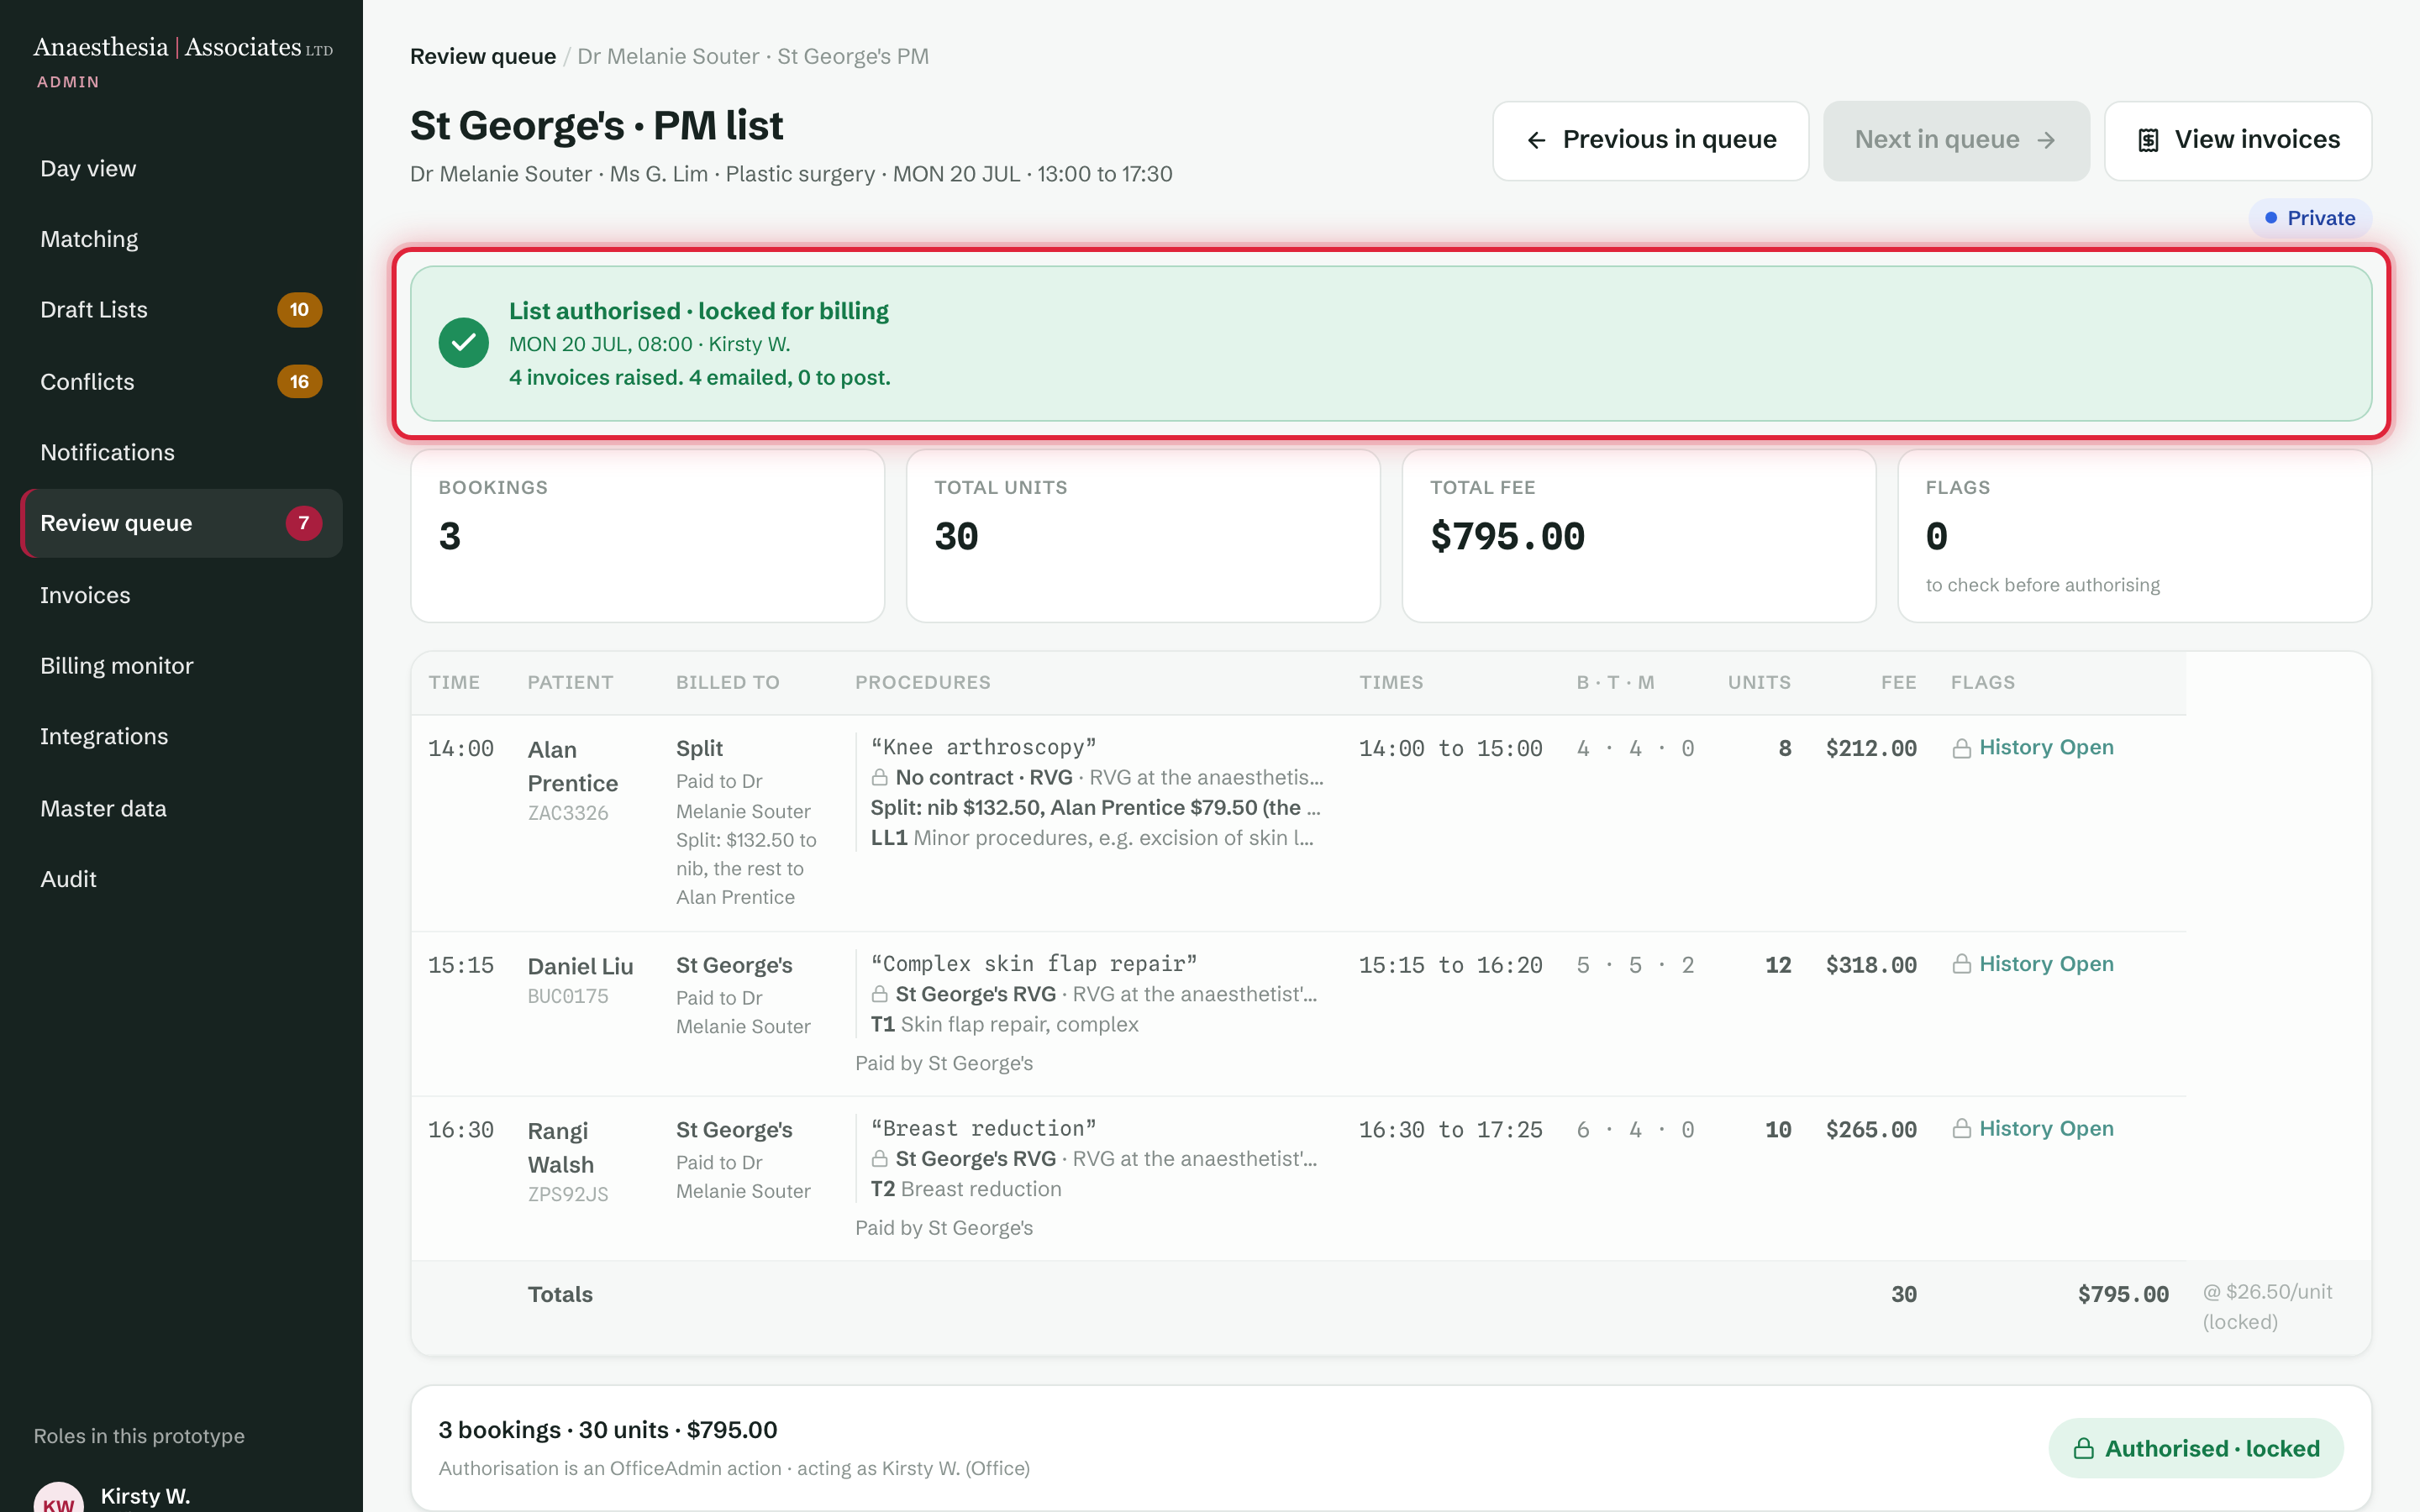 Anaesthesia | Associates LTD
ADMIN
Day view
Matching
Draft Lists 10
Conflicts 16
Notifications
Review queue 7
Invoices
Billing monitor
Integrations
Master data
Audit
Roles in this prototype
KW Kirsty W.
Review queue / Dr Melanie Souter · St George's PM
St George's · PM list
Dr Melanie Souter · Ms G. Lim · Plastic surgery · MON 20 JUL · 13:00 to 17:30
← Previous in queue
Next in queue →
View invoices
Private
List authorised · locked for billing
MON 20 JUL, 08:00 · Kirsty W.
4 invoices raised. 4 emailed, 0 to post.
BOOKINGS
3
TOTAL UNITS
30
TOTAL FEE
$795.00
FLAGS
0
to check before authorising
TIME PATIENT BILLED TO PROCEDURES TIMES B · T · M UNITS FEE FLAGS
14:00
Alan
Prentice
ZAC3326
Split
Paid to Dr
Melanie Souter
Split: $132.50 to
nib, the rest to
Alan Prentice
“Knee arthroscopy”
No contract · RVG · RVG at the anaesthetis...
Split: nib $132.50, Alan Prentice $79.50 (the ...
LL1 Minor procedures, e.g. excision of skin l...
14:00 to 15:00
4 · 4 · 0
8
$212.00
History Open
15:15
Daniel Liu
BUC0175
St George's
Paid to Dr
Melanie Souter
“Complex skin flap repair”
St George's RVG · RVG at the anaesthetist'...
T1 Skin flap repair, complex
Paid by St George's
15:15 to 16:20
5 · 5 · 2
12
$318.00
History Open
16:30
Rangi
Walsh
ZPS92JS
St George's
Paid to Dr
Melanie Souter
“Breast reduction”
St George's RVG · RVG at the anaesthetist'...
T2 Breast reduction
Paid by St George's
16:30 to 17:25
6 · 4 · 0
10
$265.00
History Open
Totals
30
$795.00
@ $26.50/unit
(locked)
3 bookings · 30 units · $795.00
Authorisation is an OfficeAdmin action · acting as Kirsty W. (Office)
Authorised · locked